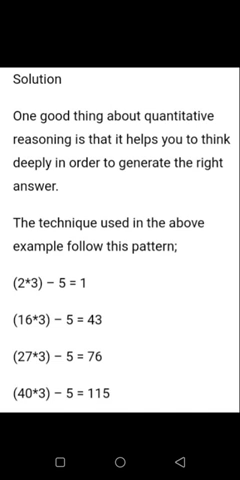 Solution
One good thing about quantitative
reasoning is that it helps you to think
deeply in order to generate the right
answer.
The technique used in the above
example follow this pattern;
(2*3) – 5 = 1
(16*3) – 5 = 43
(27*3) – 5 = 76
(40*3) – 5 = 115